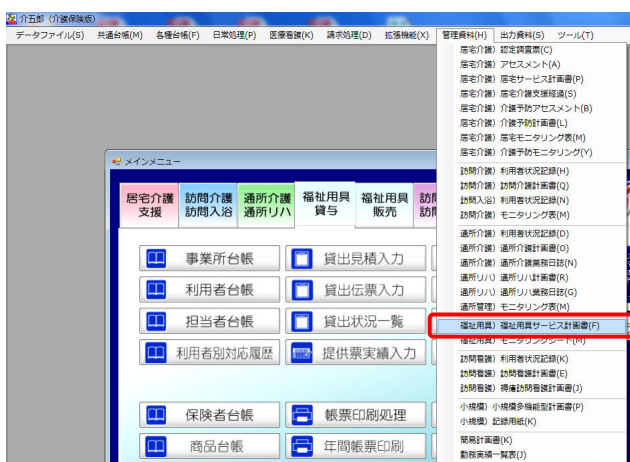 介五郎（介護保険版）
データファイル(S) 共通台帳(M) 各種台帳(F) 日常処理(P) 医療看護(K) 請求処理(D) 拡張機能(X) 管理資料(H) 出力資料(S) ツール(T)
居宅介護）認定調査票(C)
居宅介護）アセスメント(A)
居宅介護）居宅サービス計画書(P)
居宅介護）居宅介護支援経過(S)
居宅介護）介護予防アセスメント(B)
居宅介護）介護予防計画書(L)
居宅介護）居宅モニタリング表(M)
居宅介護）介護予防モニタリング(Y)
訪問介護）利用者状況記録(H)
訪問介護）訪問介護計画書(Q)
訪問入浴）利用者状況記録(N)
訪問介護）モニタリング表(M)
通所介護）利用者状況記録(D)
通所介護）通所介護計画書(O)
通所介護）通所介護業務日誌(N)
通所リハ）通所リハ計画書(R)
通所リハ）通所リハ業務日誌(G)
通所管理）モニタリング表(M)
福祉用具）福祉用具サービス計画書(F)
福祉用具）モニタリングシート(M)
訪問看護）利用者状況記録(K)
訪問看護）訪問看護計画書(E)
訪問看護）褥瘡訪問看護計画書(J)
小規模）小規模多機能型計画書(P)
小規模）記録用紙(K)
簡易計画書(K)
勤務実績一覧表(J)
メインメニュー
居宅介護支援 訪問介護訪問入浴 通所介護通所リハ 福祉用具貸与 福祉用具販売
事業所台帳 貸出見積入力
利用者台帳 貸出伝票入力
担当者台帳 貸出状況一覧
利用者別対応履歴 提供票実績入力
保険者台帳 帳票印刷処理
商品台帳 年間帳票印刷